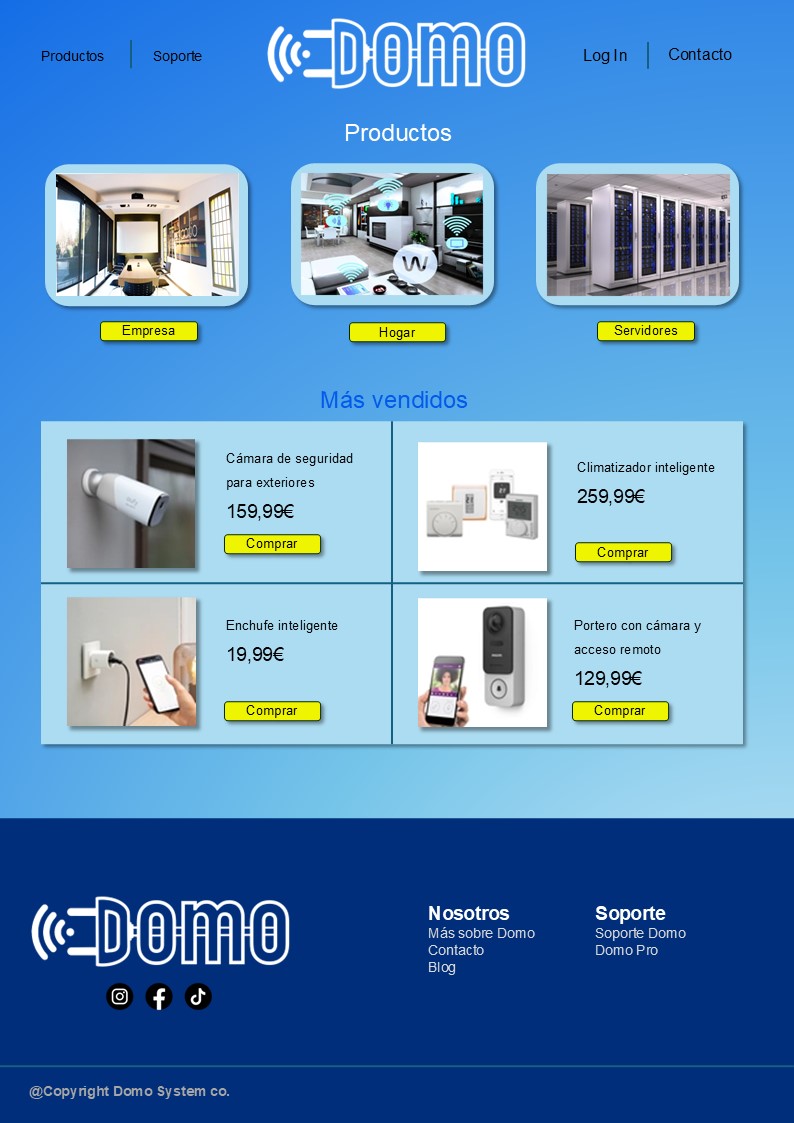 Productos
Soporte
DOMO
Log In
Contacto
Productos
W
Empresa
Hogar
Servidores
Más vendidos
Cámara de seguridad
para exteriores
159,99€
Comprar
Climatizador inteligente
259,99€
Comprar
Enchufe inteligente
19,99€
Comprar
Portero con cámara y
acceso remoto
129,99€
Comprar
DOMO
Nosotros
Más sobre Domo
Contacto
Blog
Soporte
Soporte Domo
Domo Pro
@Copyright Domo System co.